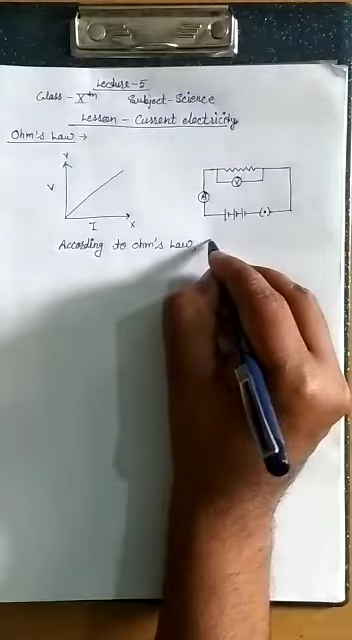 Lecture-5
Class - Xth Subject-Science
Lesson - Current electricity
Ohm's Law →
Y
V
I
X
V
A
According to ohm's Law,